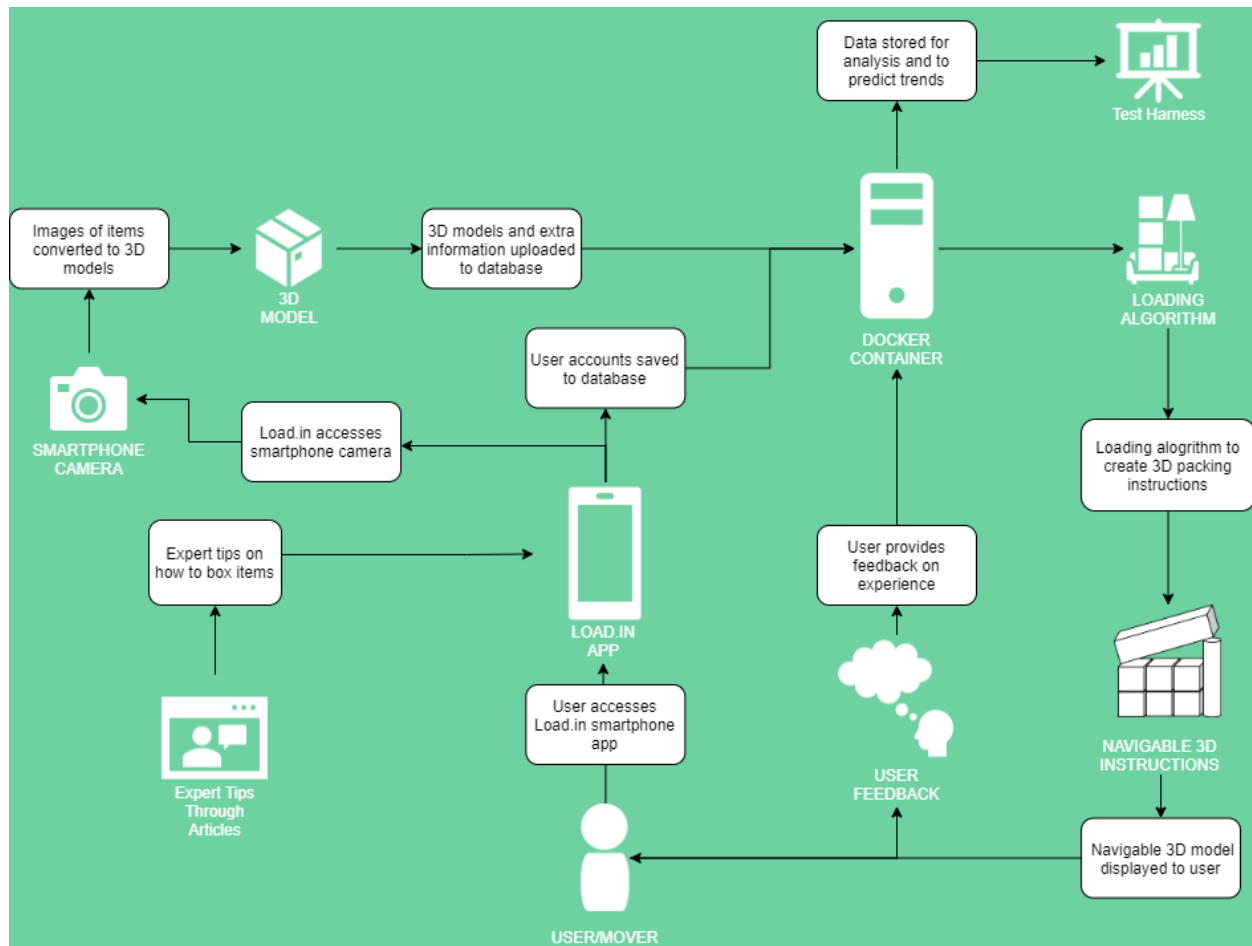 Data stored for
analysis and to
predict trends
Test Harness
Images of items
converted to 3D
models
3D
MODEL
3D models and extra
information uploaded
to database
DOCKER
CONTAINER
LOADING
ALGORITHM
User accounts saved
to database
SMARTPHONE
CAMERA
Load.in accesses
smartphone camera
Loading alogrithm to
create 3D packing
instructions
Expert tips on
how to box items
LOAD.IN
APP
User provides
feedback on
experience
User accesses
Load.in smartphone
app
Expert Tips
Through
Articles
USER
FEEDBACK
NAVIGABLE 3D
INSTRUCTIONS
Navigable 3D model
displayed to user
USER/MOVER